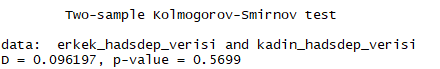 Two-sample Kolmogorov-Smirnov test
data:  erkek_hadsdep_verisi and kadin_hadsdep_verisi
D = 0.096197, p-value = 0.5699